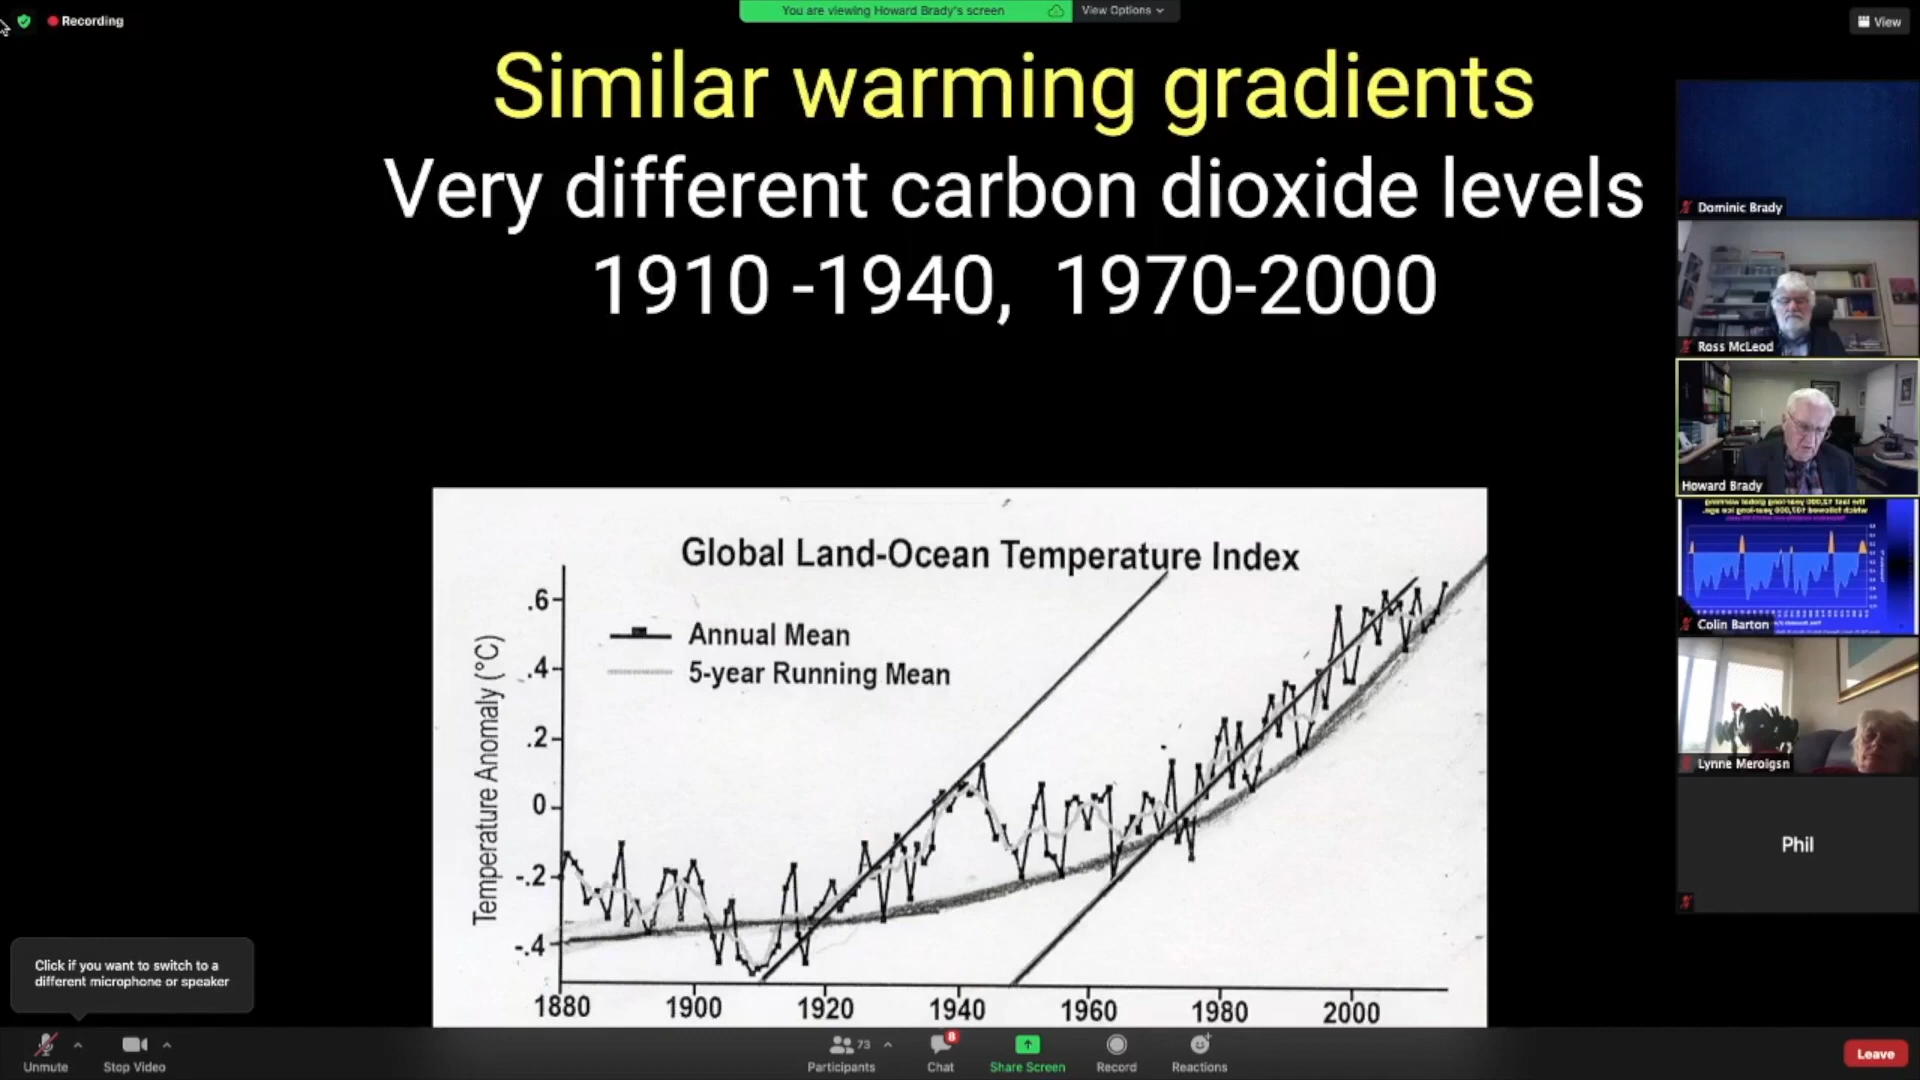 Recording
You are viewing Howard Brady's screen
View Options
View
Similar warming gradients
Very different carbon dioxide levels
1910 -1940, 1970-2000
Global Land-Ocean Temperature Index
Annual Mean
5-year Running Mean
Temperature Anomaly (°C)
.6
.4
.2
0
-.2
-.4
1880 1900 1920 1940 1960 1980 2000
Dominic Brady
Ross McLeod
Howard Brady
Colin Barton
Lynne Meroigsn
Phil
Click if you want to switch to a
different microphone or speaker
Unmute
Stop Video
73
Participants
8
Chat
Share Screen
Record
Reactions
Leave